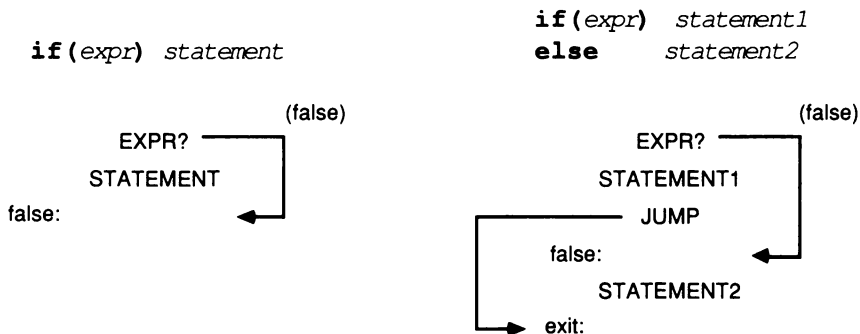 if(expr) statement
(false)
EXPR?
STATEMENT
false:
if(expr) statement1
else statement2
(false)
EXPR?
STATEMENT1
JUMP
false:
STATEMENT2
exit: